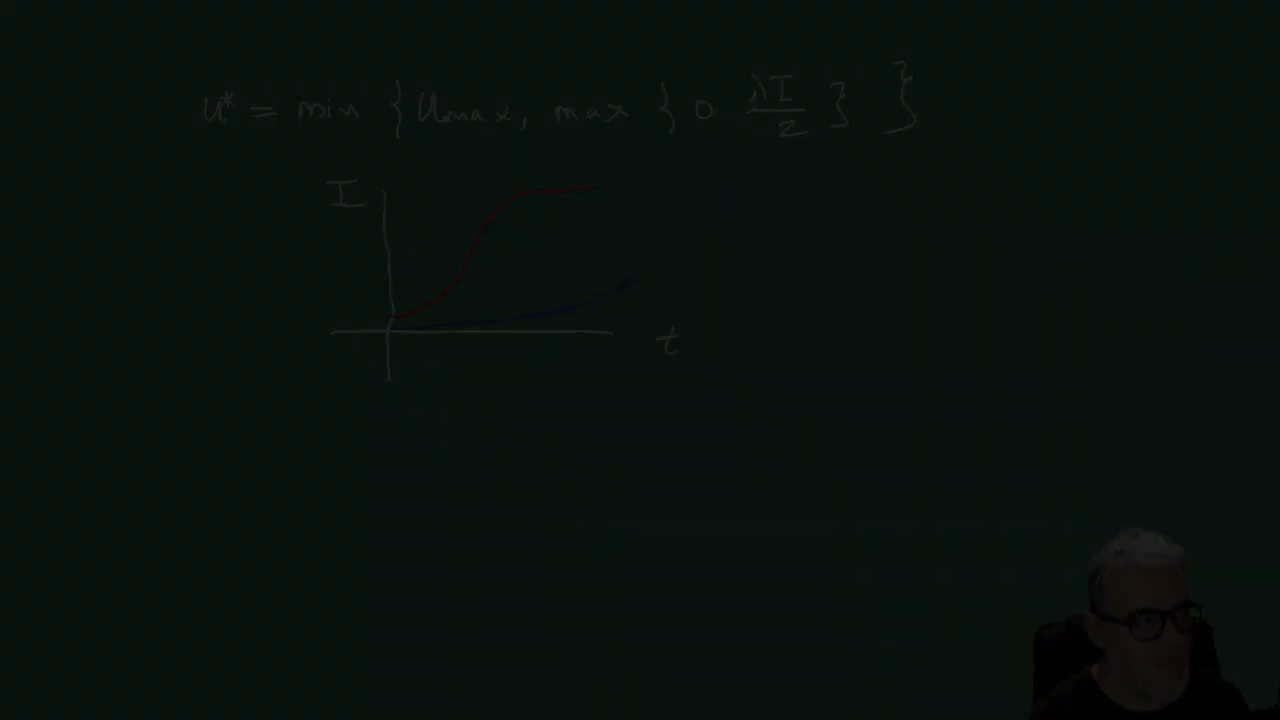 u* = min { Umax, max { 0 λI/2 } }
I
t